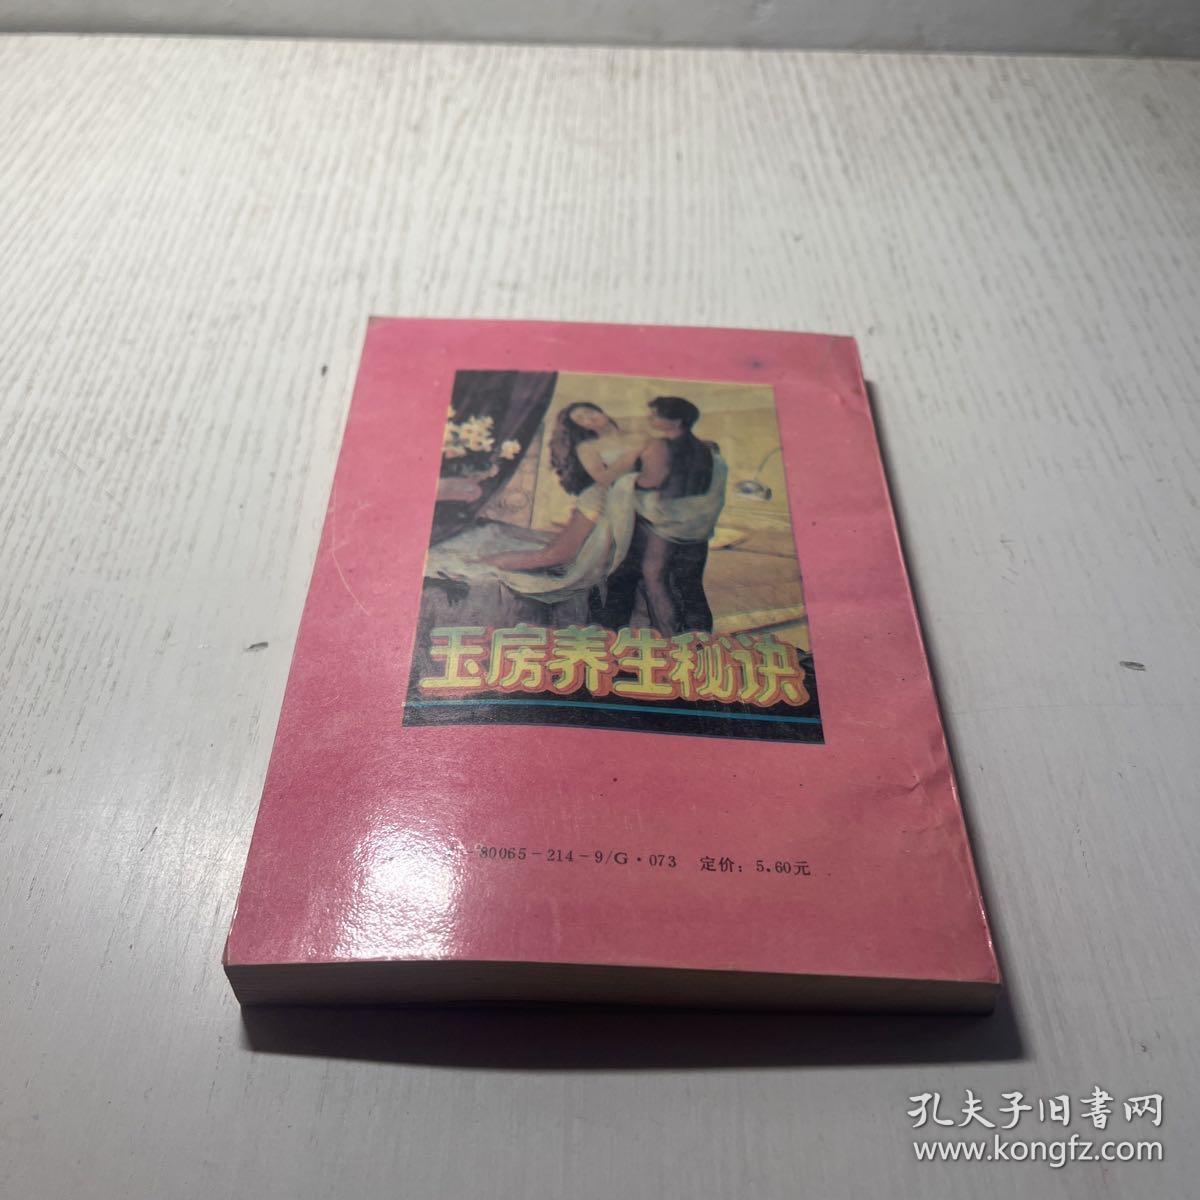 玉房养生秘诀
-80065-214-9/G·073 定价：5.60元
孔夫子旧書网
www.kongfz.com